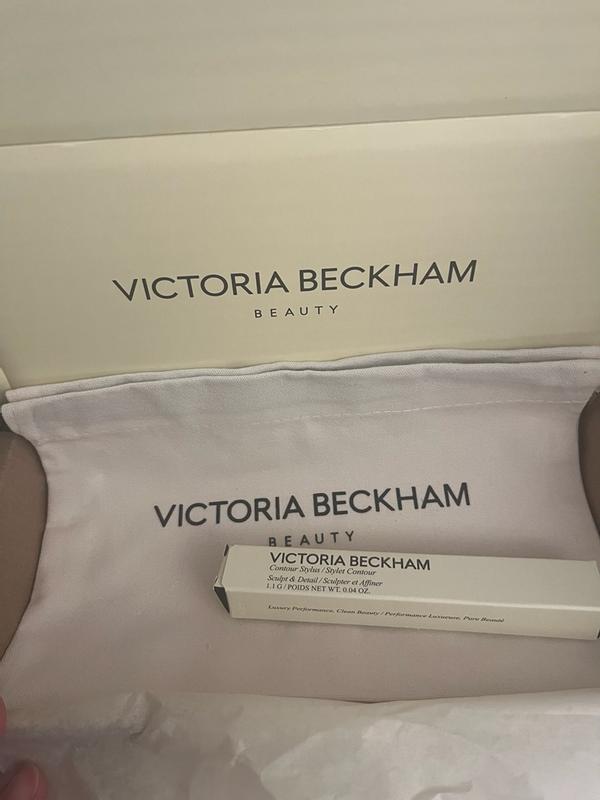 VICTORIA BECKHAM
BEAUTY
VICTORIA BECKHAM
BEAUTY
VICTORIA BECKHAM
Contour Stylus / Stylet Contour
Sculpt & Detail / Sculpter et Affiner
1.1 G / POIDS NET WT. 0.04 OZ.
Luxury Performance, Clean Beauty / Performance Luxueuse, Pure Beauté